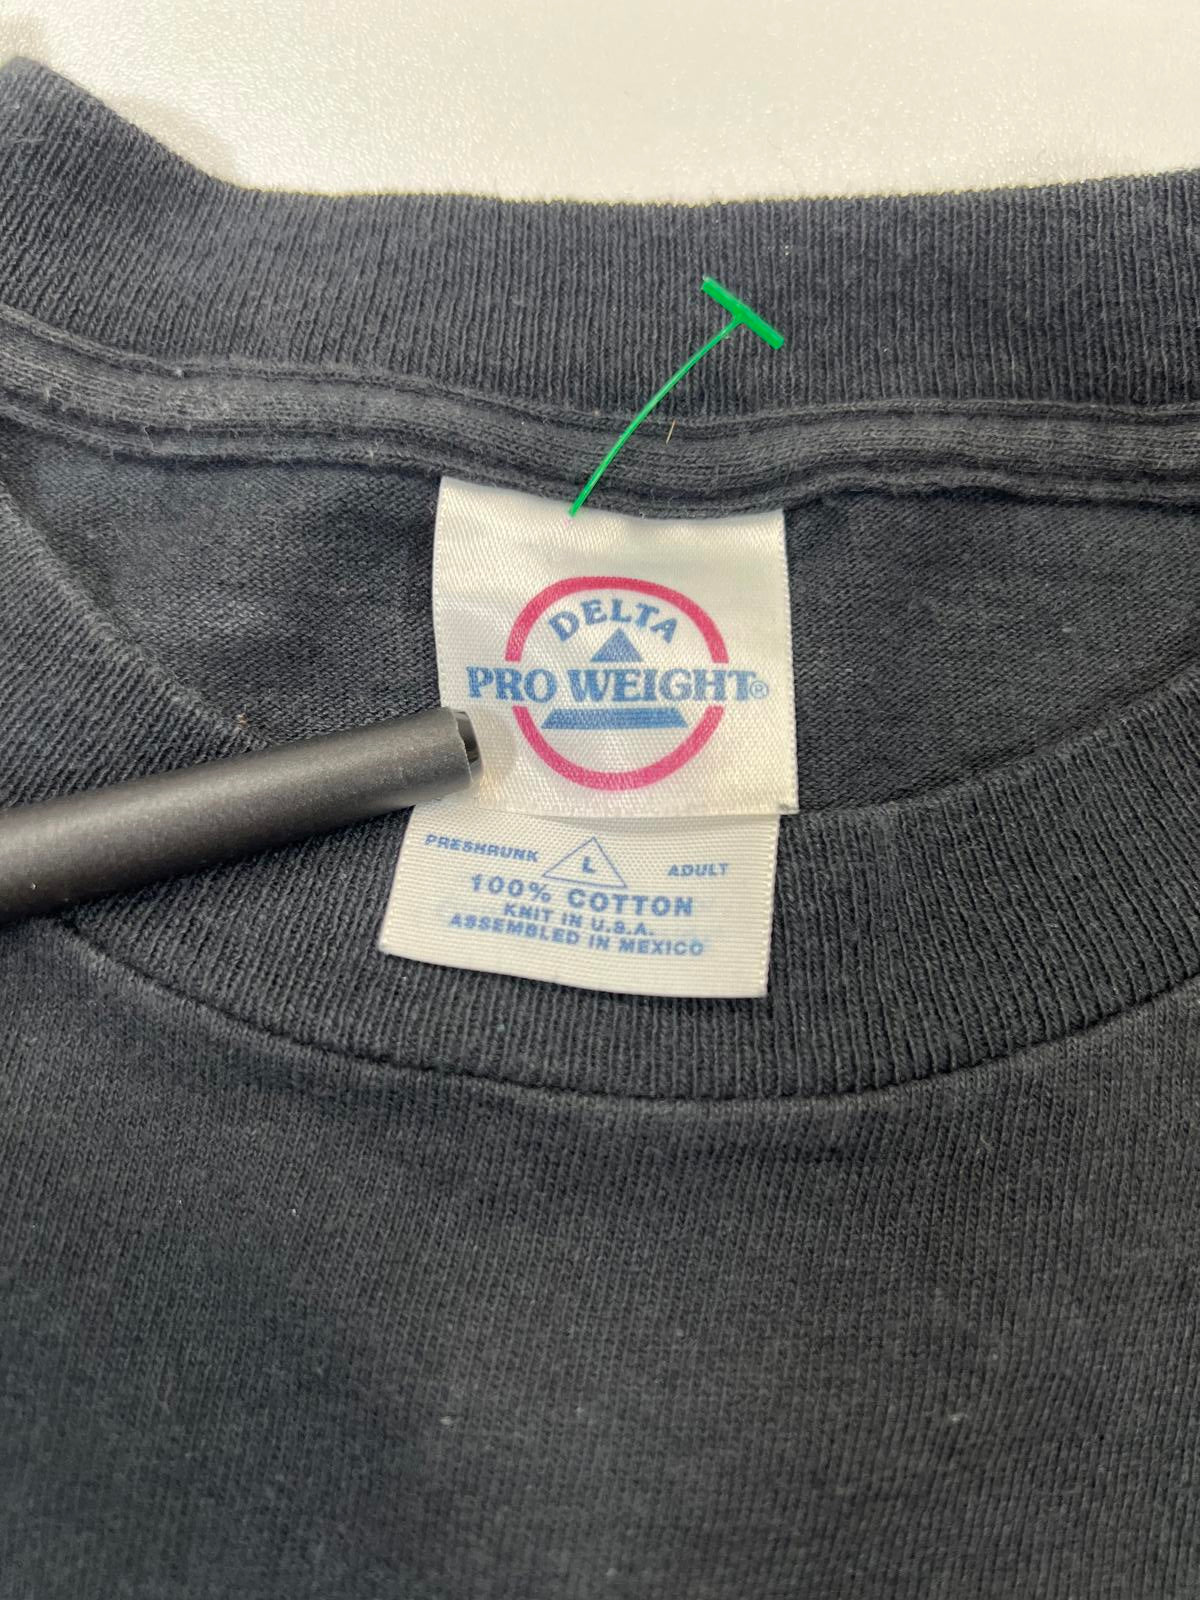 DELTA
PRO WEIGHT®
PRESHRUNK L ADULT
100% COTTON
KNIT IN U.S.A.
ASSEMBLED IN MEXICO